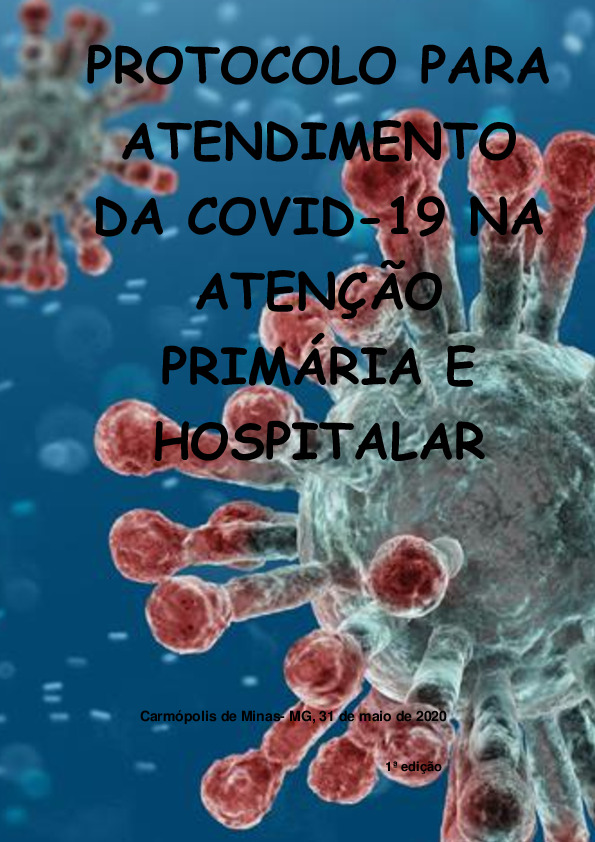 PROTOCOLO PARA
ATENDIMENTO
DA COVID-19 NA
ATENÇÃO
PRIMÁRIA E
HOSPITALAR
Carmópolis de Minas- MG, 31 de maio de 2020
1ª edição